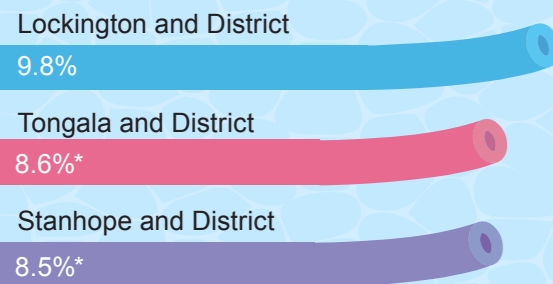 Lockington and District
9.8%
Tongala and District
8.6%*
Stanhope and District
8.5%*